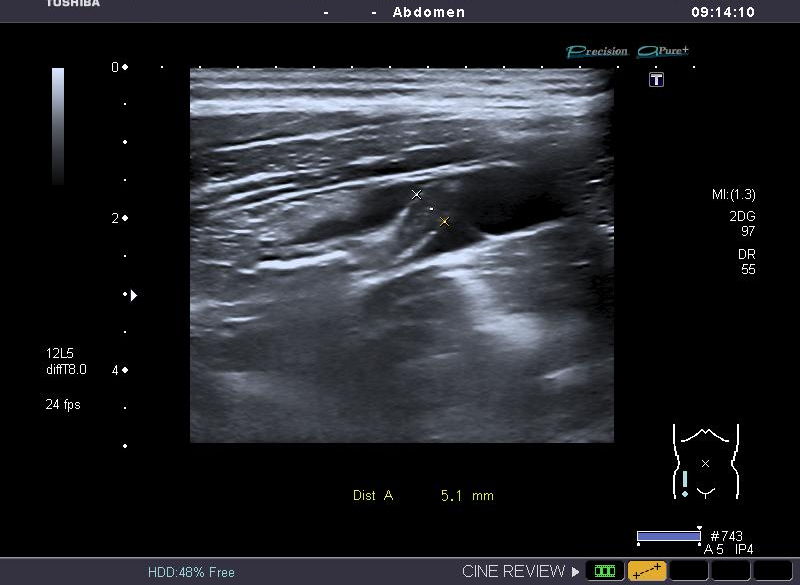 TOSHIBA
- - Abdomen 09:14:10
Precision APure+
T
0
MI:(1.3)
2DG
97
DR
55
2
12L5
diffT8.0
4
24 fps
Dist A 5.1 mm
#743
A 5 IP4
HDD:48% Free
CINE REVIEW